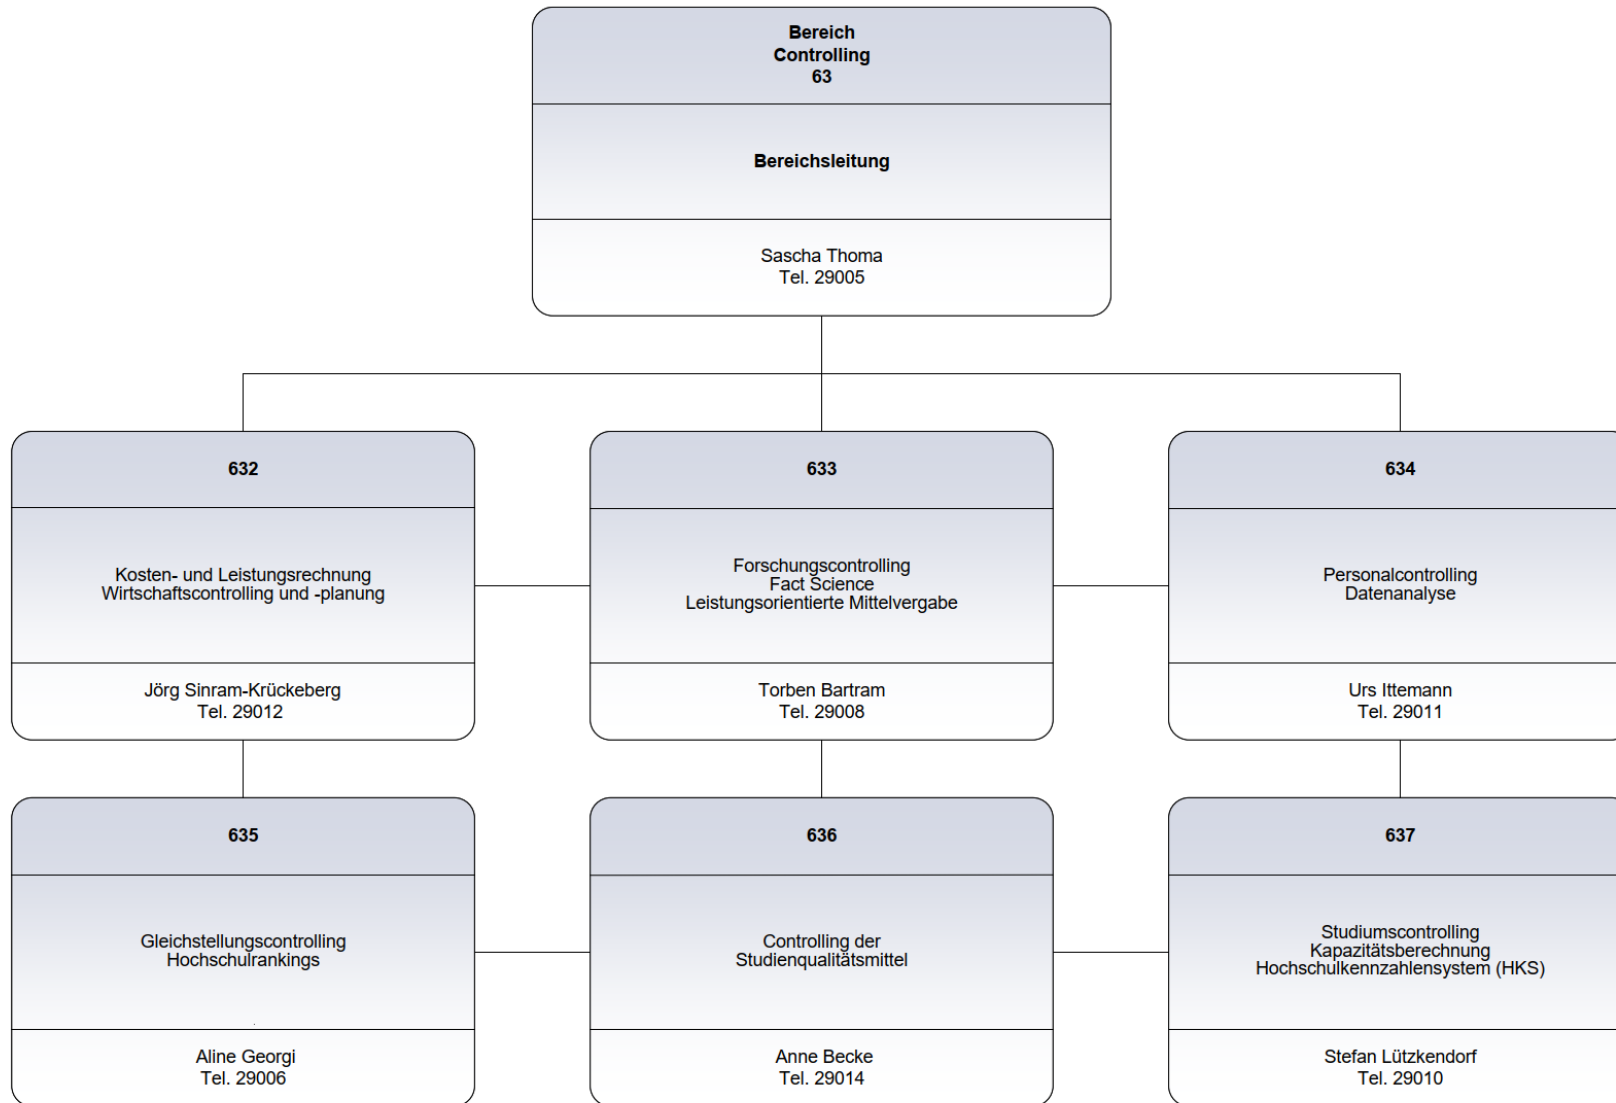 Bereich
Controlling
63
Bereichsleitung
Sascha Thoma
Tel. 29005
632
Kosten- und Leistungsrechnung
Wirtschaftscontrolling und -planung
Jörg Sinram-Krückeberg
Tel. 29012
633
Forschungscontrolling
Fact Science
Leistungsorientierte Mittelvergabe
Torben Bartram
Tel. 29008
634
Personalcontrolling
Datenanalyse
Urs Ittemann
Tel. 29011
635
Gleichstellungscontrolling
Hochschulrankings
Aline Georgi
Tel. 29006
636
Controlling der
Studienqualitätsmittel
Anne Becke
Tel. 29014
637
Studiumscontrolling
Kapazitätsberechnung
Hochschulkennzahlensystem (HKS)
Stefan Lützkendorf
Tel. 29010